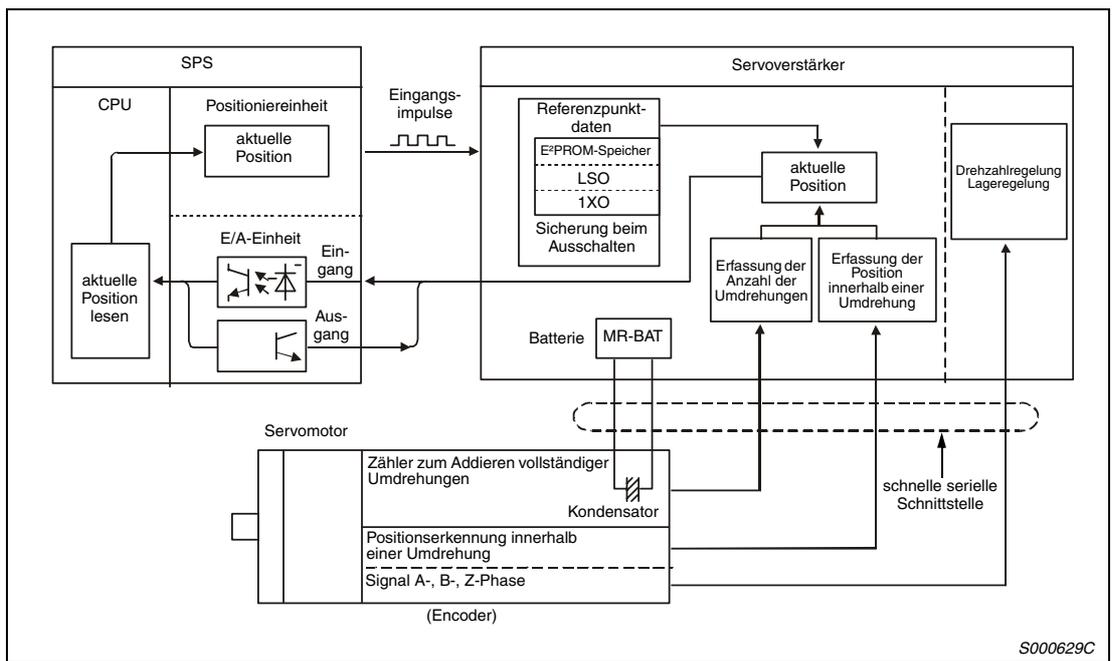 SPS
CPU
Positioniereinheit
aktuelle
Position
Eingangs-
impulse
E/A-Einheit
Ein-
gang
Aus-
gang
aktuelle
Position
lesen
Servoverstärker
Referenzpunkt-
daten
E²PROM-Speicher
LSO
1XO
Sicherung beim
Ausschalten
aktuelle
Position
Drehzahlregelung
Lageregelung
Erfassung der
Anzahl der
Umdrehungen
Erfassung der
Position
innerhalb einer
Umdrehung
Batterie
MR-BAT
Servomotor
Zähler zum Addieren vollständiger
Umdrehungen
Kondensator
schnelle serielle
Schnittstelle
Positionserkennung innerhalb
einer Umdrehung
Signal A-, B-, Z-Phase
(Encoder)
S000629C